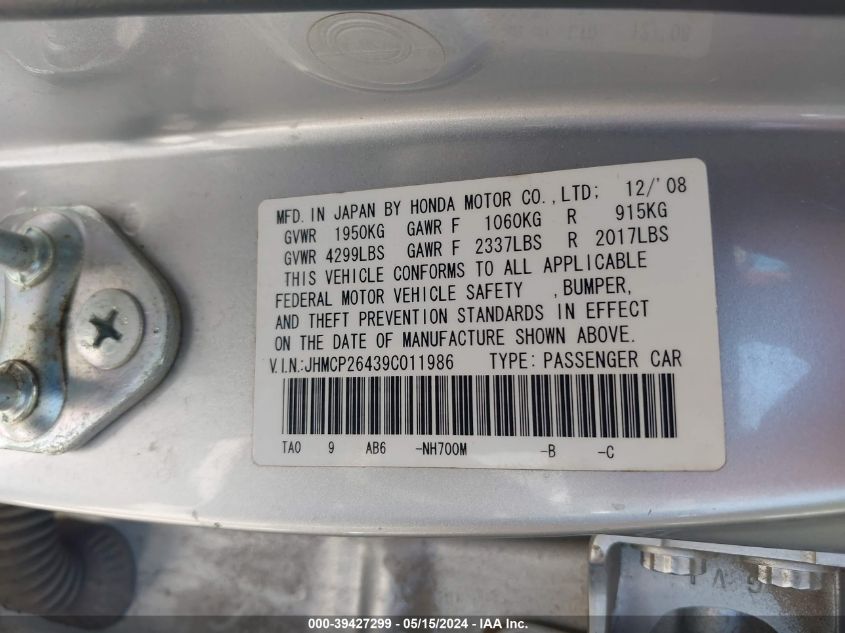 MFD. IN JAPAN BY HONDA MOTOR CO.,LTD; 12/'08
GVWR 1950KG GAWR F 1060KG R 915KG
GVWR 4299LBS GAWR F 2337LBS R 2017LBS
THIS VEHICLE CONFORMS TO ALL APPLICABLE
FEDERAL MOTOR VEHICLE SAFETY ,BUMPER,
AND THEFT PREVENTION STANDARDS IN EFFECT
ON THE DATE OF MANUFACTURE SHOWN ABOVE.
V.I.N.:JHMCP26439C011986 TYPE: PASSENGER CAR
TA0 9 AB6 -NH700M -B -C
000-39427299 - 05/15/2024 - IAA Inc.